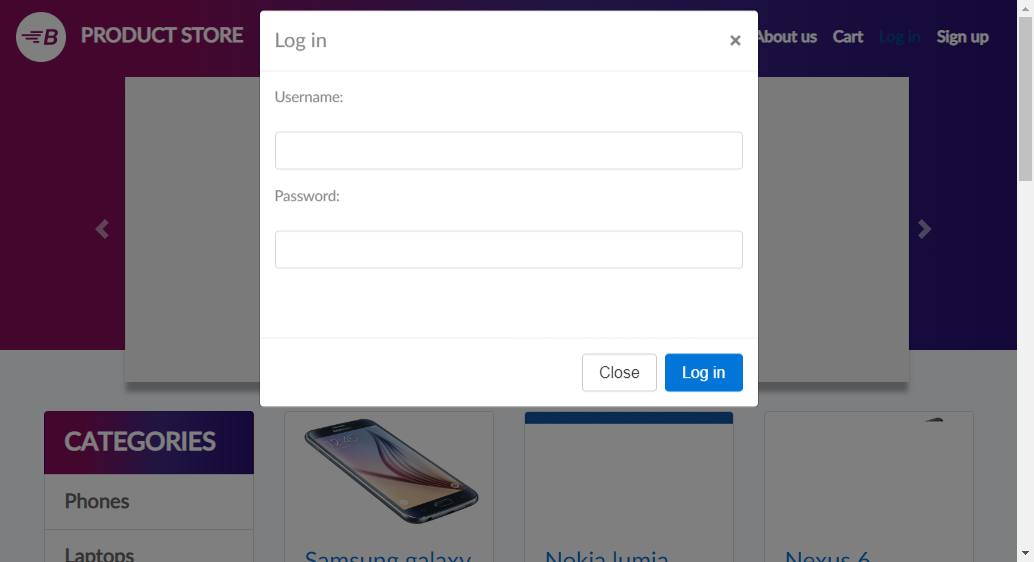 B PRODUCT STORE
About us Cart Log in Sign up
Log in ×
Username:
Password:
Close Log in
CATEGORIES
Phones
Laptops
Samsung galaxy
Nokia lumia
Nexus 6